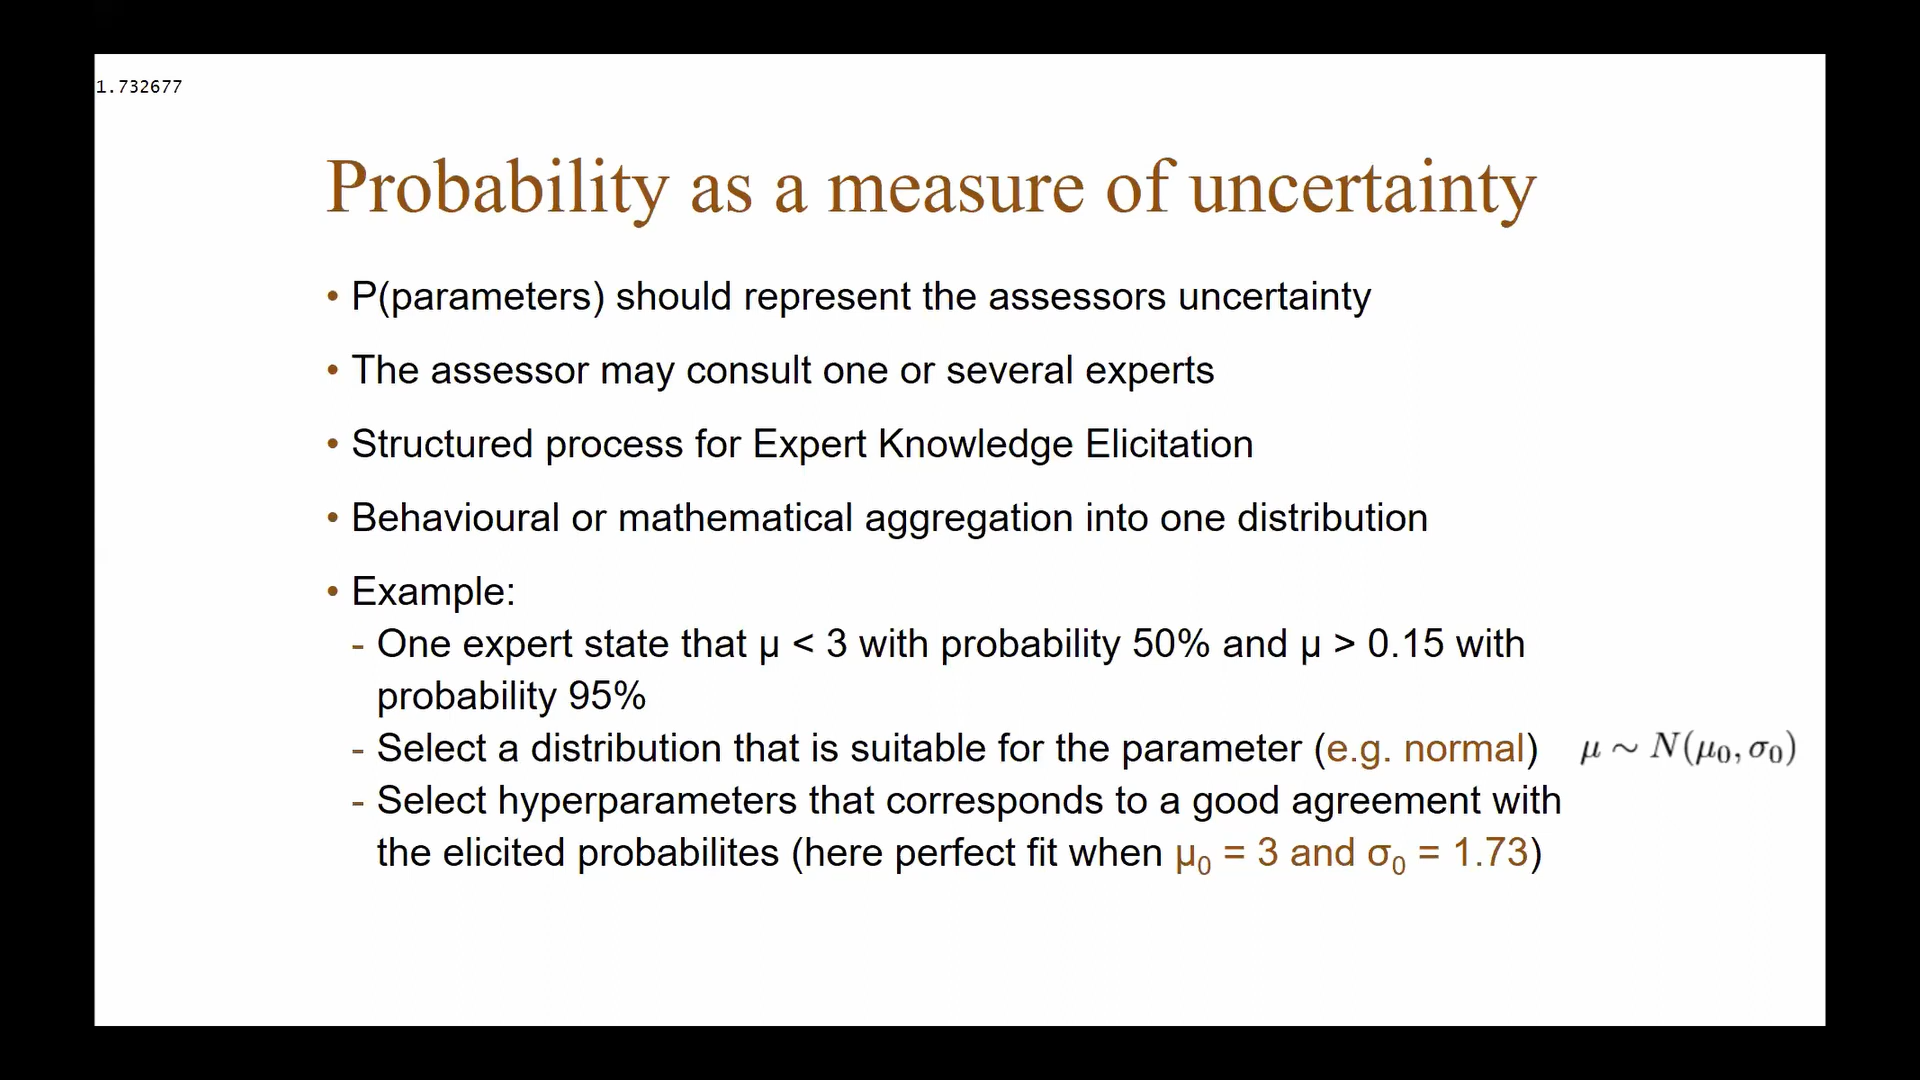 1.732677
Probability as a measure of uncertainty
• P(parameters) should represent the assessors uncertainty
• The assessor may consult one or several experts
• Structured process for Expert Knowledge Elicitation
• Behavioural or mathematical aggregation into one distribution
• Example:
- One expert state that μ < 3 with probability 50% and μ > 0.15 with
probability 95%
- Select a distribution that is suitable for the parameter (e.g. normal) μ ~ N(μ₀, σ₀)
- Select hyperparameters that corresponds to a good agreement with
the elicited probabilites (here perfect fit when μ₀ = 3 and σ₀ = 1.73)